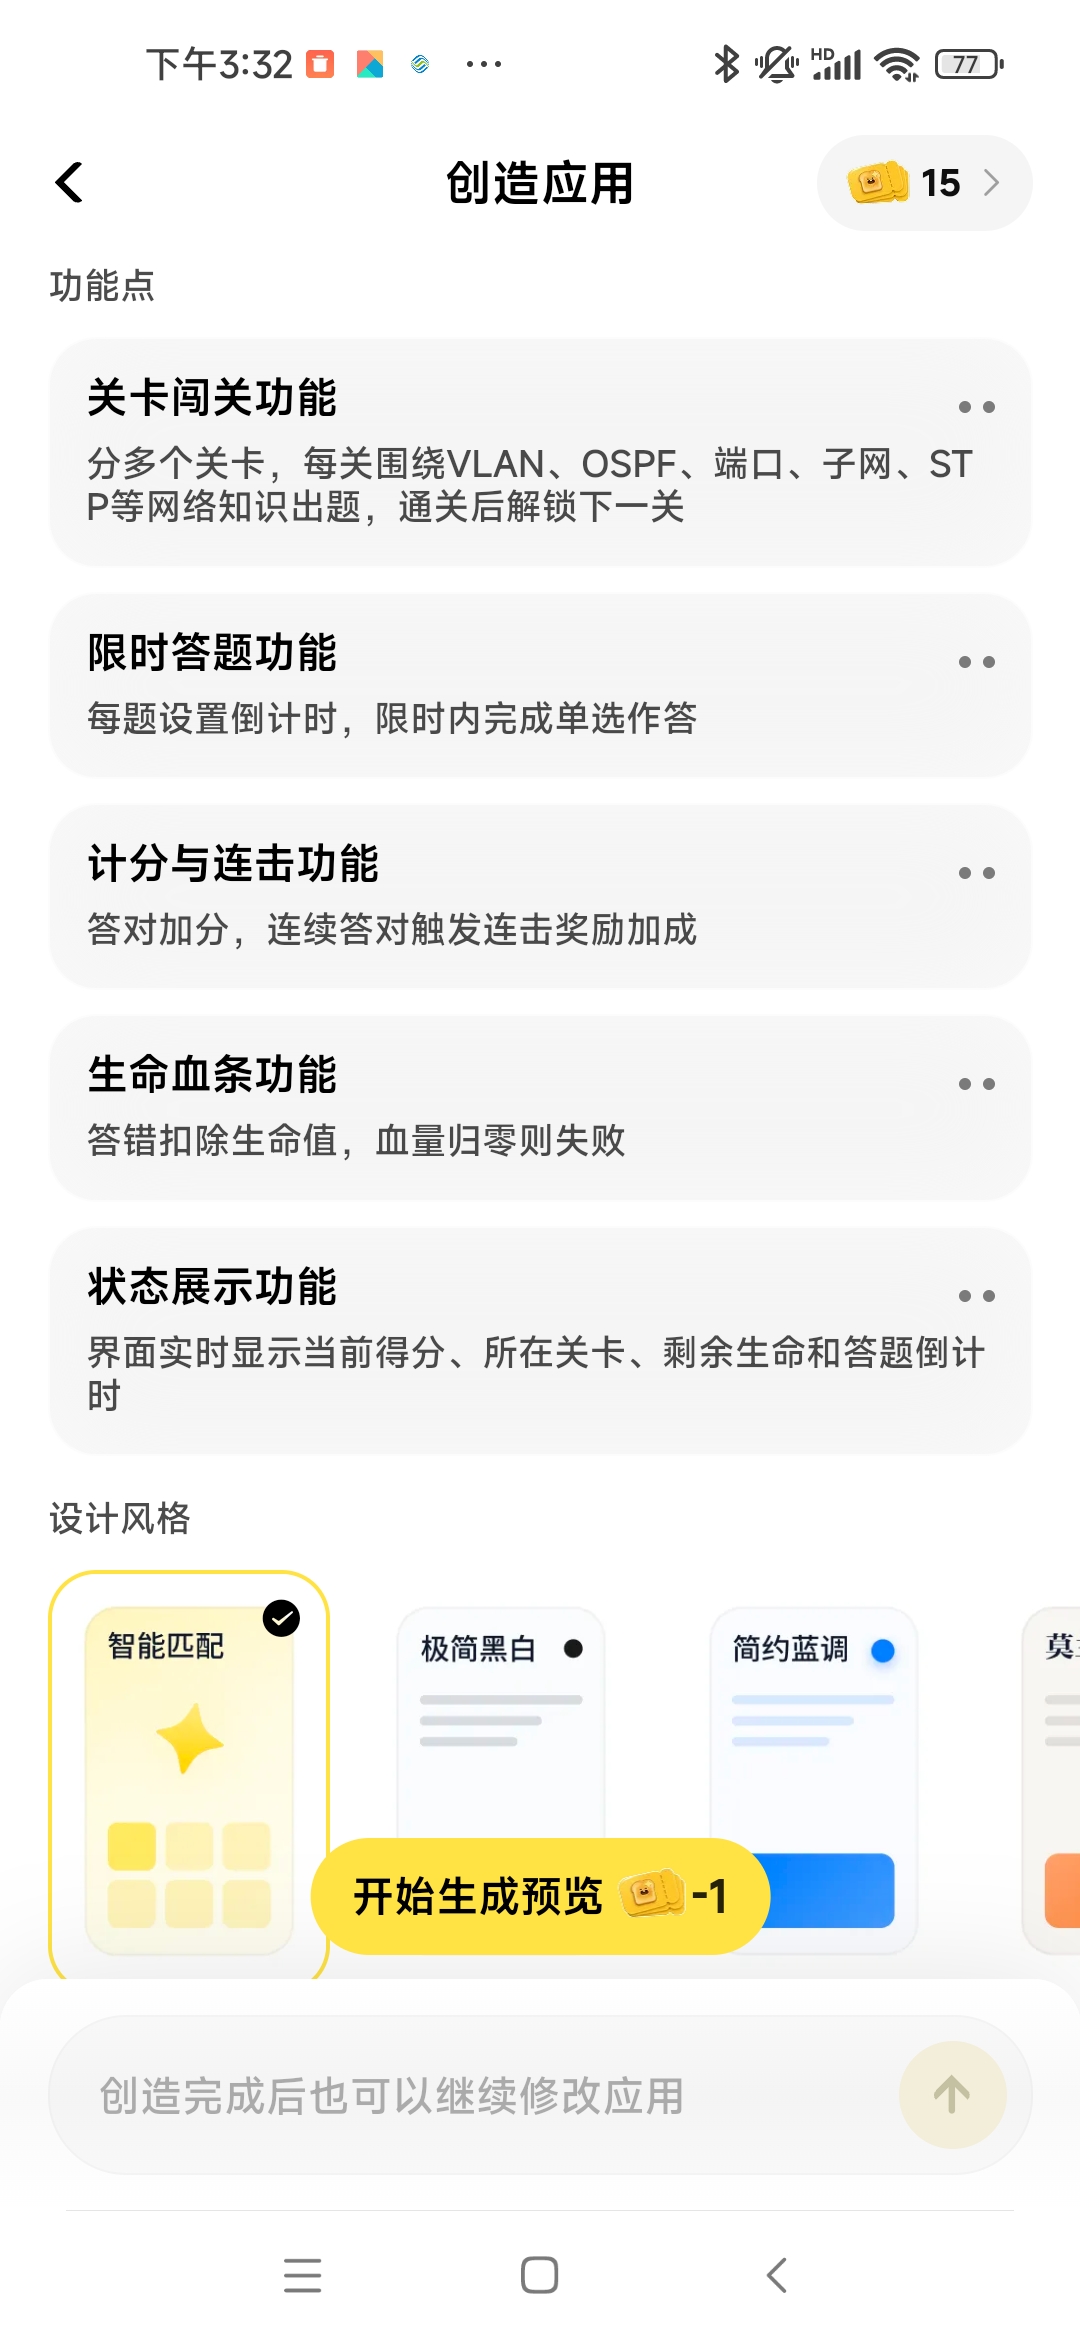 下午3:32
HD
77
创造应用
15
功能点
关卡闯关功能
分多个关卡，每关围绕VLAN、OSPF、端口、子网、ST
P等网络知识出题，通关后解锁下一关
限时答题功能
每题设置倒计时，限时内完成单选作答
计分与连击功能
答对加分，连续答对触发连击奖励加成
生命血条功能
答错扣除生命值，血量归零则失败
状态展示功能
界面实时显示当前得分、所在关卡、剩余生命和答题倒计
时
设计风格
智能匹配
极简黑白
简约蓝调
莫
开始生成预览 -1
创造完成后也可以继续修改应用